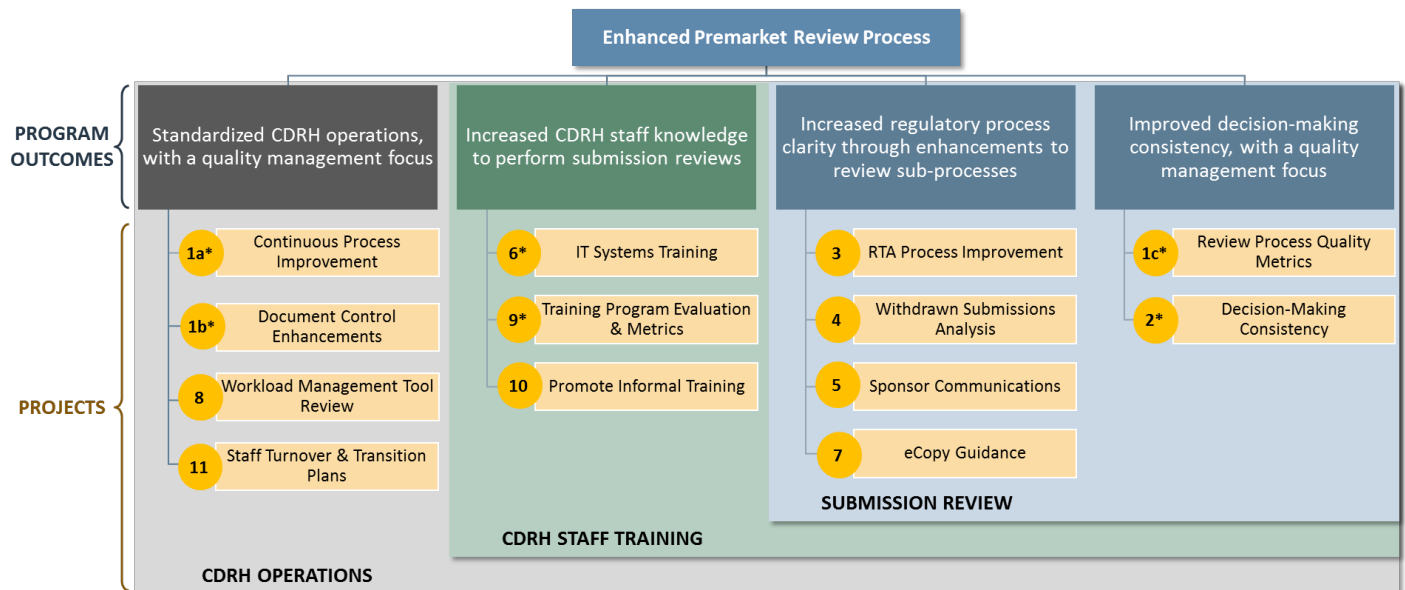 Enhanced Premarket Review Process
PROGRAM
OUTCOMES
Standardized CDRH operations,
with a quality management focus
Increased CDRH staff knowledge
to perform submission reviews
Increased regulatory process
clarity through enhancements to
review sub-processes
Improved decision-making
consistency, with a quality
management focus
PROJECTS
1a*
Continuous Process
Improvement
1b*
Document Control
Enhancements
8
Workload Management Tool
Review
11
Staff Turnover & Transition
Plans
6*
IT Systems Training
9*
Training Program Evaluation
& Metrics
10
Promote Informal Training
3
RTA Process Improvement
4
Withdrawn Submissions
Analysis
5
Sponsor Communications
7
eCopy Guidance
1c*
Review Process Quality
Metrics
2*
Decision-Making
Consistency
SUBMISSION REVIEW
CDRH STAFF TRAINING
CDRH OPERATIONS